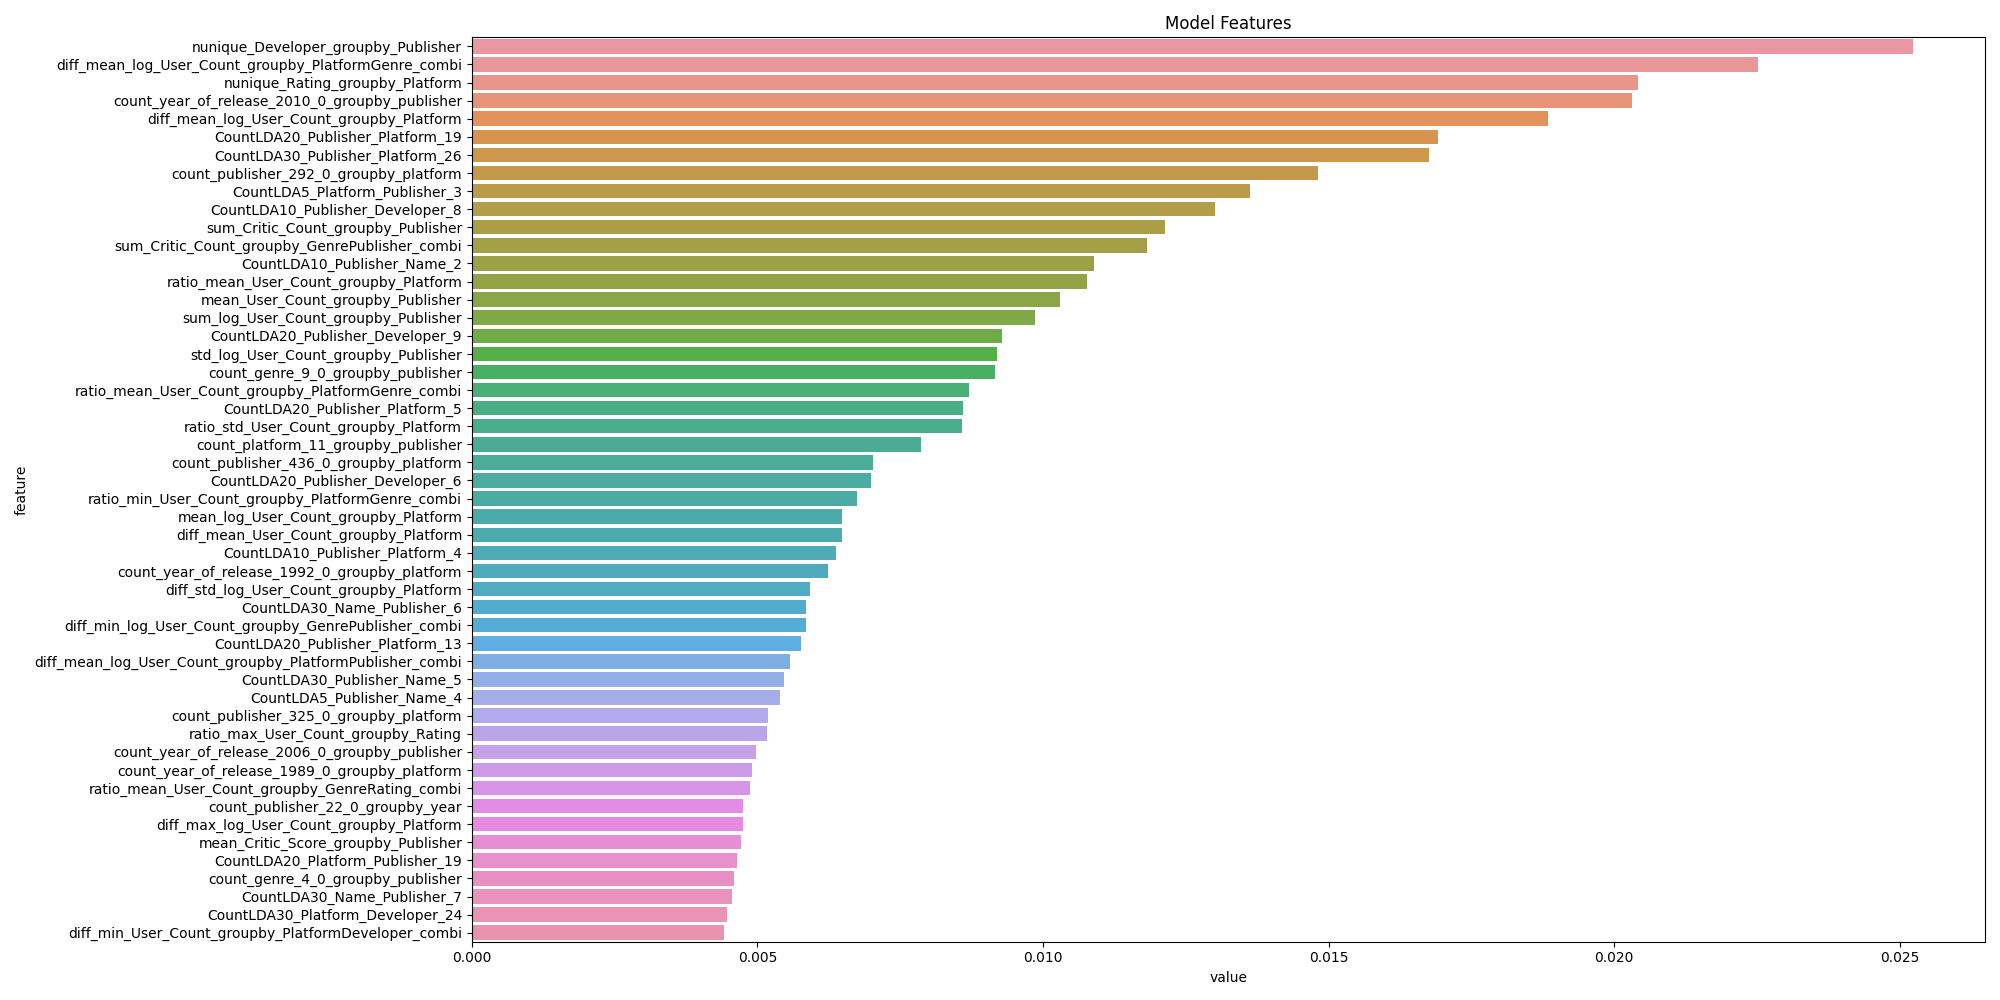 Model Features
nunique_Developer_groupby_Publisher
diff_mean_log_User_Count_groupby_PlatformGenre_combi
nunique_Rating_groupby_Platform
count_year_of_release_2010_0_groupby_publisher
diff_mean_log_User_Count_groupby_Platform
CountLDA20_Publisher_Platform_19
CountLDA30_Publisher_Platform_26
count_publisher_292_0_groupby_platform
CountLDA5_Platform_Publisher_3
CountLDA10_Publisher_Developer_8
sum_Critic_Count_groupby_Publisher
sum_Critic_Count_groupby_GenrePublisher_combi
CountLDA10_Publisher_Name_2
ratio_mean_User_Count_groupby_Platform
mean_User_Count_groupby_Publisher
sum_log_User_Count_groupby_Publisher
CountLDA20_Publisher_Developer_9
std_log_User_Count_groupby_Publisher
count_genre_9_0_groupby_publisher
ratio_mean_User_Count_groupby_PlatformGenre_combi
CountLDA20_Publisher_Platform_5
ratio_std_User_Count_groupby_Platform
count_platform_11_groupby_publisher
count_publisher_436_0_groupby_platform
CountLDA20_Publisher_Developer_6
ratio_min_User_Count_groupby_PlatformGenre_combi
mean_log_User_Count_groupby_Platform
diff_mean_User_Count_groupby_Platform
CountLDA10_Publisher_Platform_4
count_year_of_release_1992_0_groupby_platform
diff_std_log_User_Count_groupby_Platform
CountLDA30_Name_Publisher_6
diff_min_log_User_Count_groupby_GenrePublisher_combi
CountLDA20_Publisher_Platform_13
diff_mean_log_User_Count_groupby_PlatformPublisher_combi
CountLDA30_Publisher_Name_5
CountLDA5_Publisher_Name_4
count_publisher_325_0_groupby_platform
ratio_max_User_Count_groupby_Rating
count_year_of_release_2006_0_groupby_publisher
count_year_of_release_1989_0_groupby_platform
ratio_mean_User_Count_groupby_GenreRating_combi
count_publisher_22_0_groupby_year
diff_max_log_User_Count_groupby_Platform
mean_Critic_Score_groupby_Publisher
CountLDA20_Platform_Publisher_19
count_genre_4_0_groupby_publisher
CountLDA30_Name_Publisher_7
CountLDA30_Platform_Developer_24
diff_min_User_Count_groupby_PlatformDeveloper_combi
feature
0.000 0.005 0.010 0.015 0.020 0.025
value